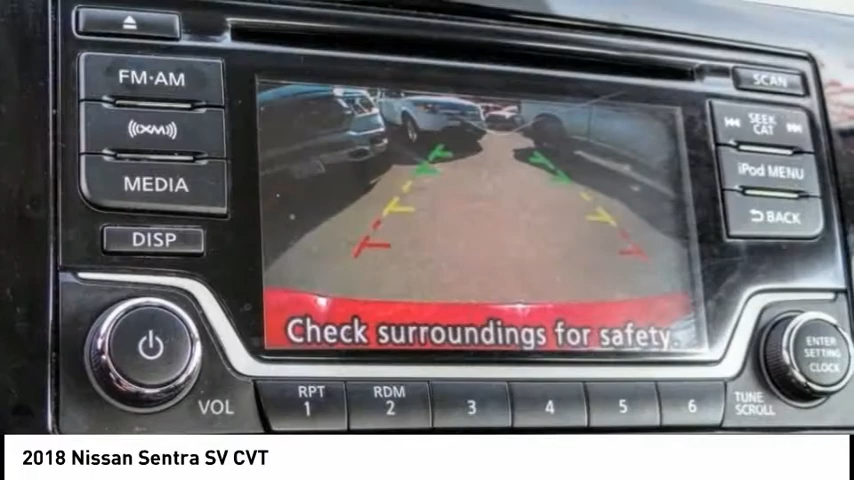 FM·AM
SCAN
((XM))
SEEK
CAT
MEDIA
iPod MENU
DISP
BACK
Check surroundings for safety.
ENTER
SETTING
CLOCK
VOL
RPT
1
RDM
2
3
4
5
6
TUNE
SCROLL
2018 Nissan Sentra SV CVT